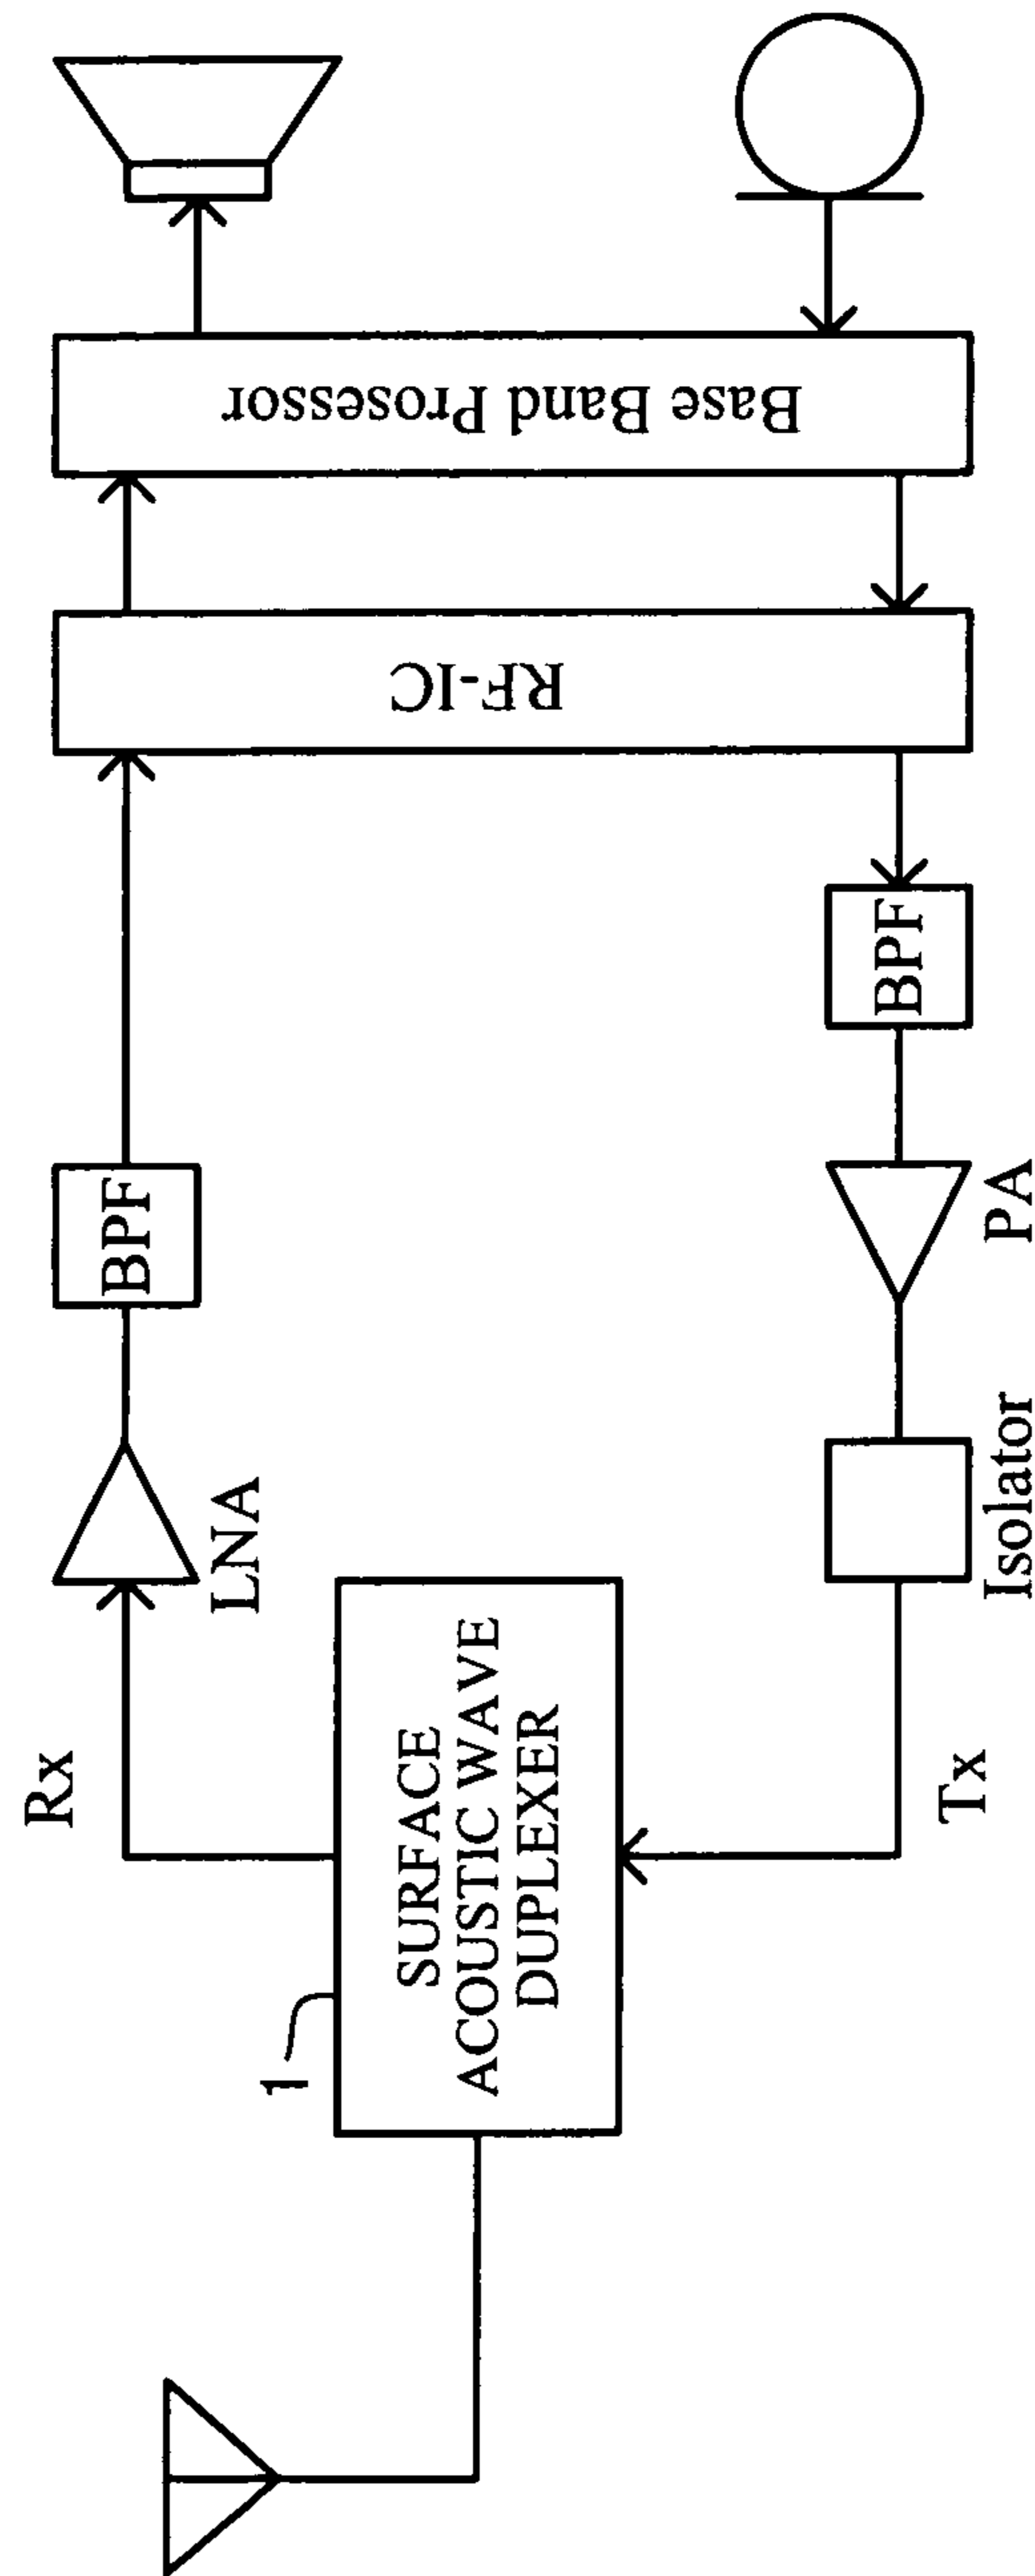 Rx
LNA
BPF
1
SURFACE
ACOUSTIC WAVE
DUPLEXER
RF-IC
Base Band Prosessor
Tx
Isolator
PA
BPF